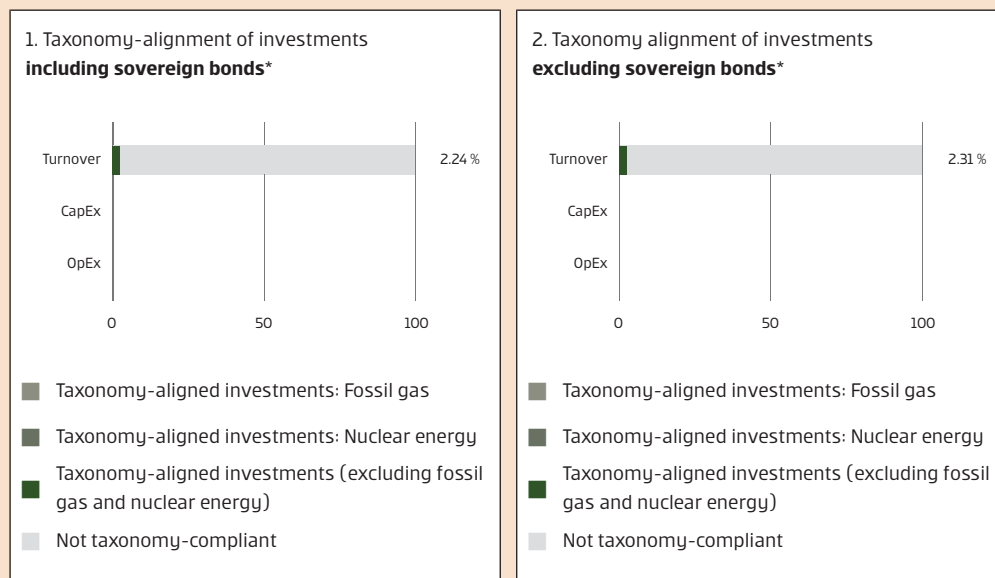 1. Taxonomy-alignment of investments
including sovereign bonds*
Turnover
2.24 %
CapEx
OpEx
0
50
100
Taxonomy-aligned investments: Fossil gas
Taxonomy-aligned investments: Nuclear energy
Taxonomy-aligned investments (excluding fossil
gas and nuclear energy)
Not taxonomy-compliant
2. Taxonomy alignment of investments
excluding sovereign bonds*
Turnover
2.31 %
CapEx
OpEx
0
50
100
Taxonomy-aligned investments: Fossil gas
Taxonomy-aligned investments: Nuclear energy
Taxonomy-aligned investments (excluding fossil
gas and nuclear energy)
Not taxonomy-compliant